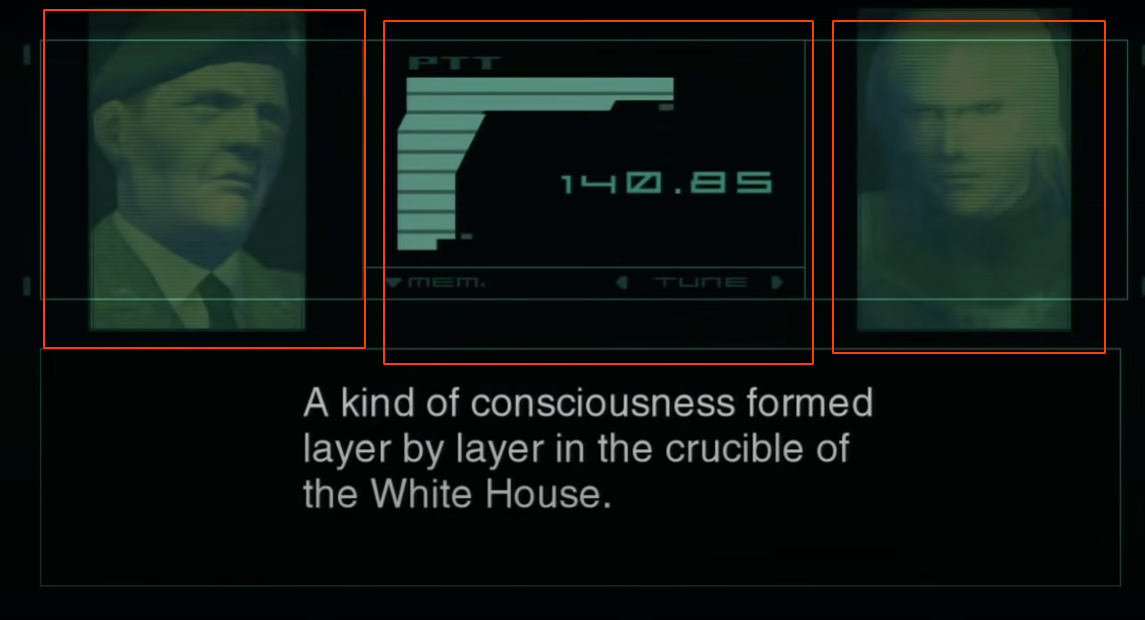 PTT
140.85
MEM.
TUNE
A kind of consciousness formed
layer by layer in the crucible of
the White House.